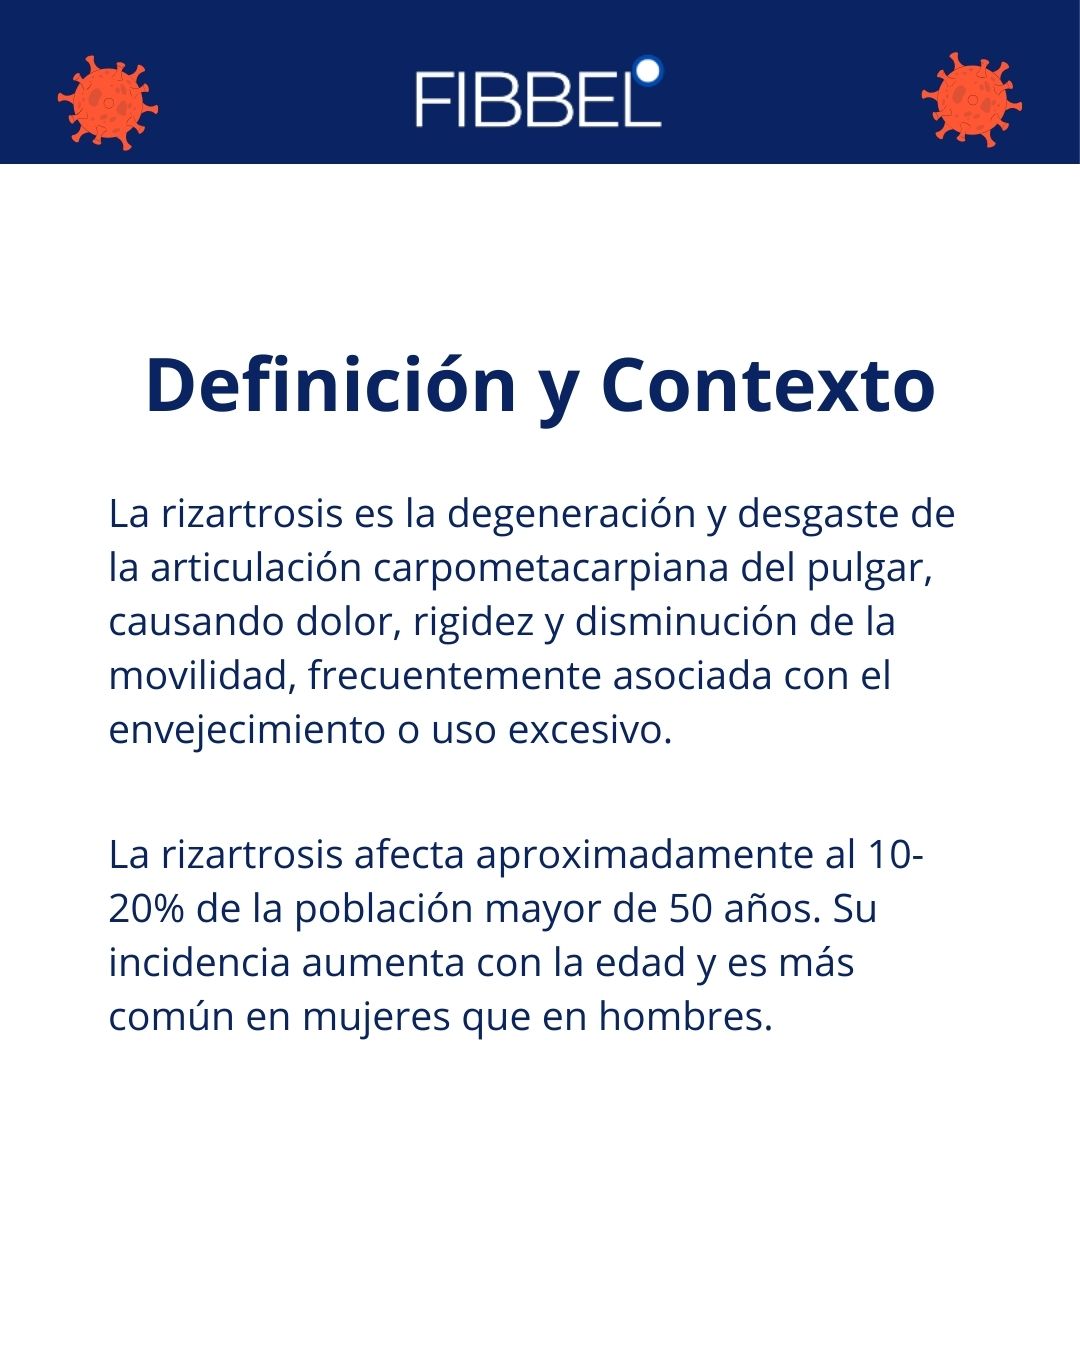 FIBBEL
Definición y Contexto
La rizartrosis es la degeneración y desgaste de
la articulación carpometacarpiana del pulgar,
causando dolor, rigidez y disminución de la
movilidad, frecuentemente asociada con el
envejecimiento o uso excesivo.
La rizartrosis afecta aproximadamente al 10-
20% de la población mayor de 50 años. Su
incidencia aumenta con la edad y es más
común en mujeres que en hombres.